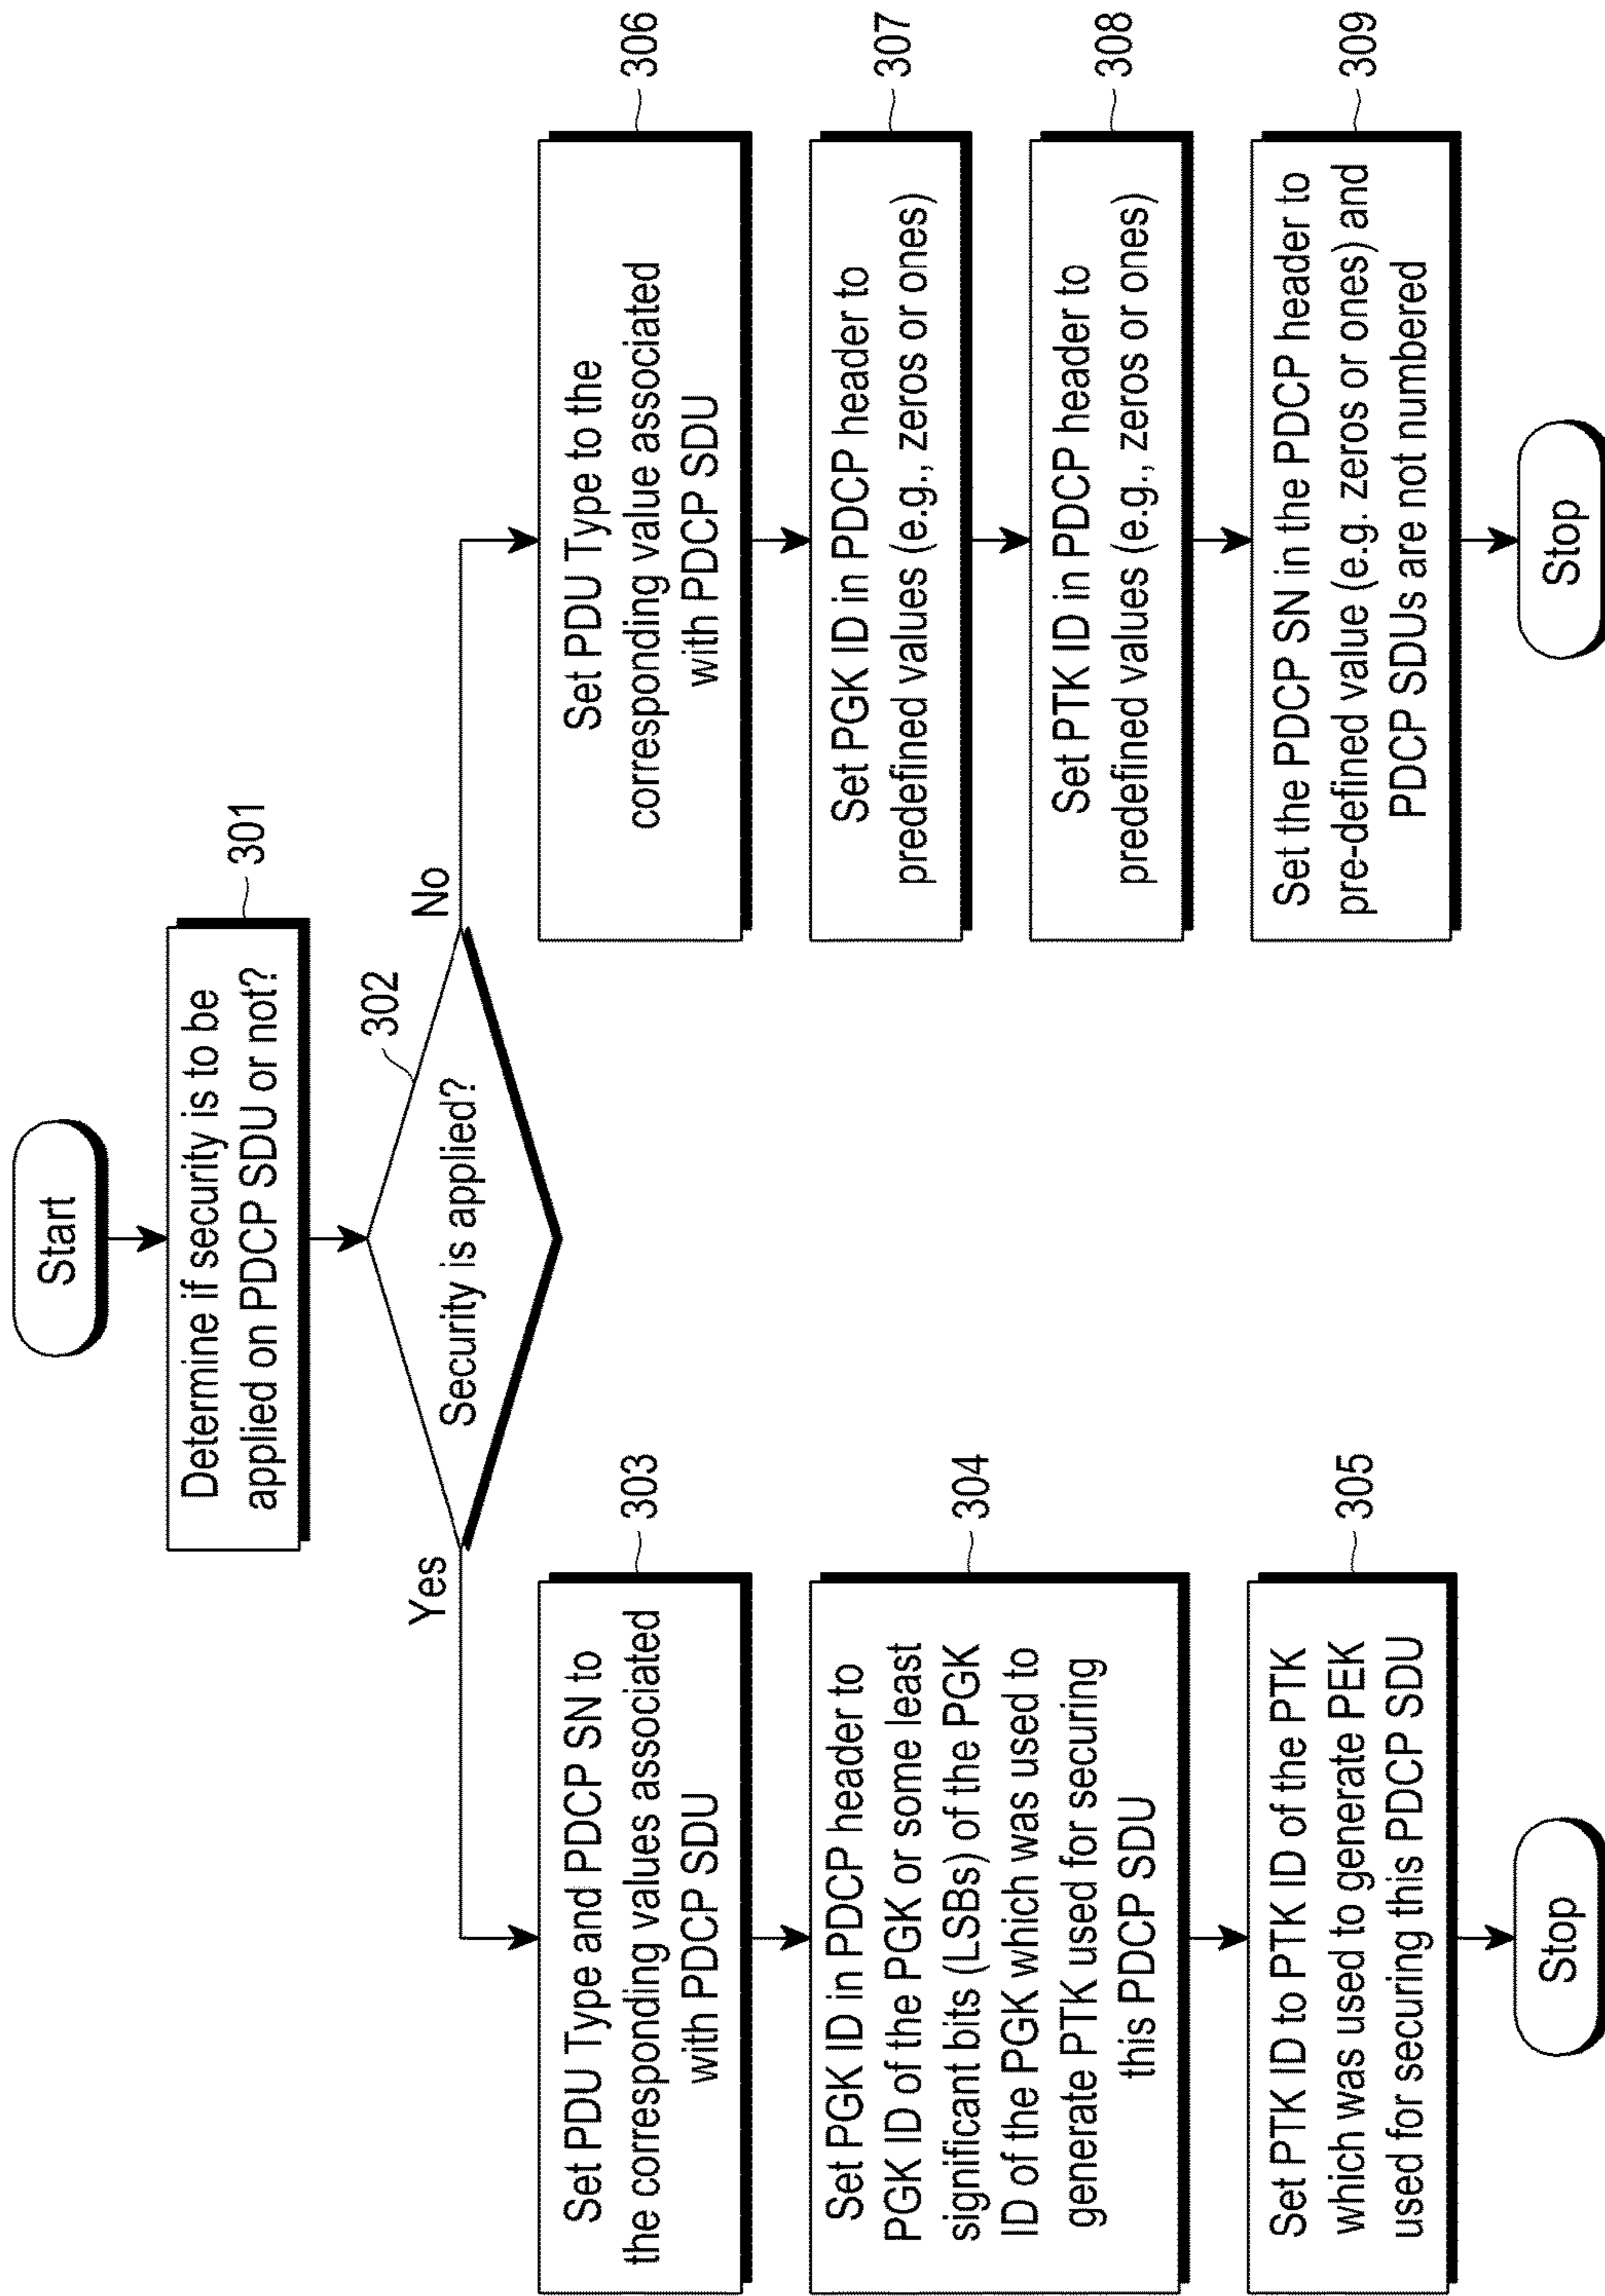 Start
Determine if security is to be
applied on PDCP SDU or not?
301
Security is applied?
302
Yes
No
Set PDU Type and PDCP SN to
the corresponding values associated
with PDCP SDU
303
Set PGK ID in PDCP header to
PGK ID of the PGK or some least
significant bits (LSBs) of the PGK
ID of the PGK which was used to
generate PTK used for securing
this PDCP SDU
304
Set PTK ID to PTK ID of the PTK
which was used to generate PEK
used for securing this PDCP SDU
305
Stop
Set PDU Type to the
corresponding value associated
with PDCP SDU
306
Set PGK ID in PDCP header to
predefined values (e.g., zeros or ones)
307
Set PTK ID in PDCP header to
predefined values (e.g., zeros or ones)
308
Set the PDCP SN in the PDCP header to
pre-defined value (e.g. zeros or ones) and
PDCP SDUs are not numbered
309
Stop